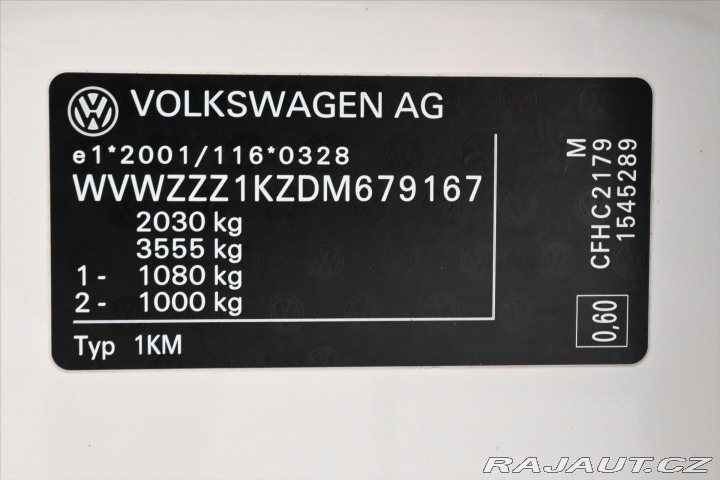 VOLKSWAGEN AG
e1*2001/116*0328
WVWZZZ1KZDM679167
2030 kg
3555 kg
1- 1080 kg
2- 1000 kg
Typ 1KM
M
CFHC2179
1545289
0,60
RAJAUT.CZ